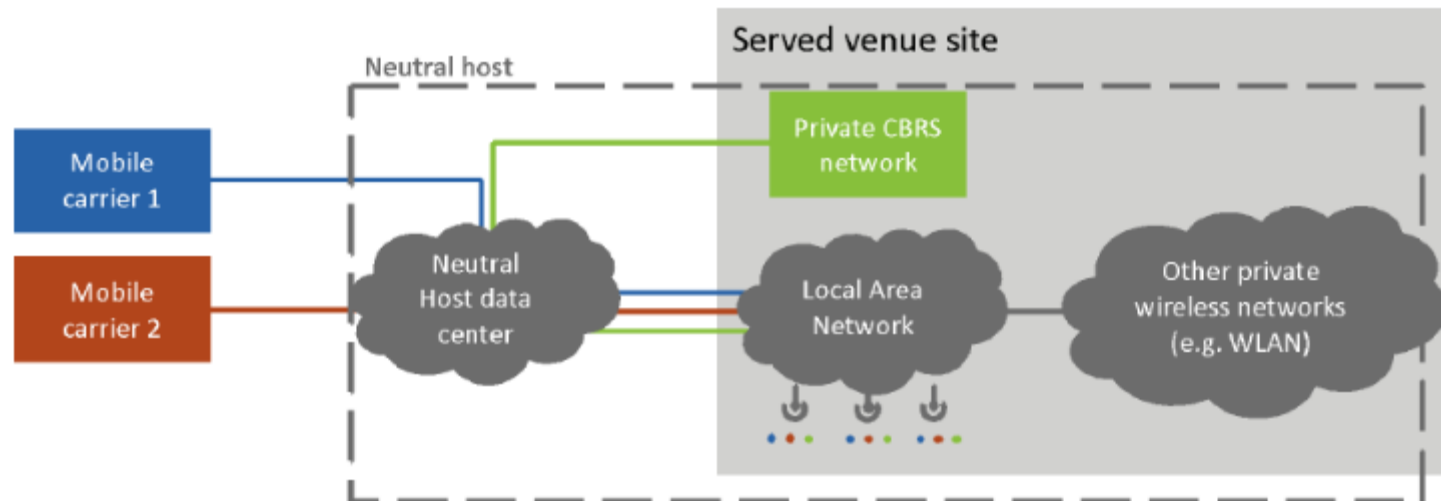 Served venue site
Neutral host
Private CBRS
network
Mobile
carrier 1
Mobile
carrier 2
Neutral
Host data
center
Local Area
Network
Other private
wireless networks
(e.g. WLAN)